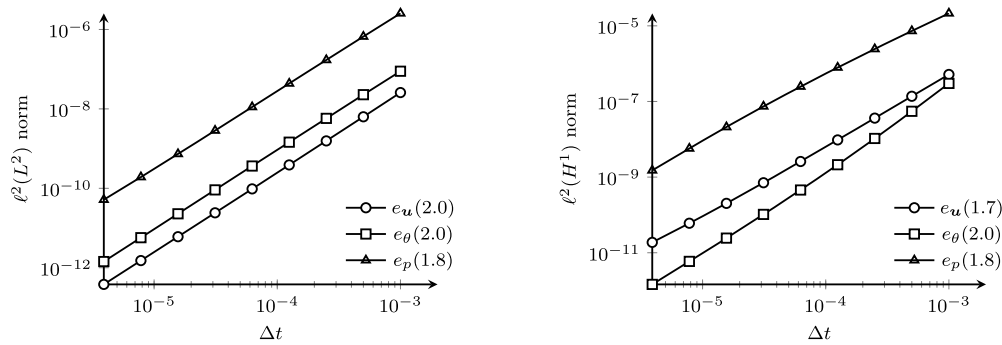 10⁻⁶
10⁻⁸
10⁻¹⁰
10⁻¹²
ℓ²(L²) norm
e_𝒖(2.0)
e_θ(2.0)
e_p(1.8)
10⁻⁵ 10⁻⁴ 10⁻³
Δt
10⁻⁵
10⁻⁷
10⁻⁹
10⁻¹¹
ℓ²(H¹) norm
e_𝒖(1.7)
e_θ(2.0)
e_p(1.8)
10⁻⁵ 10⁻⁴ 10⁻³
Δt